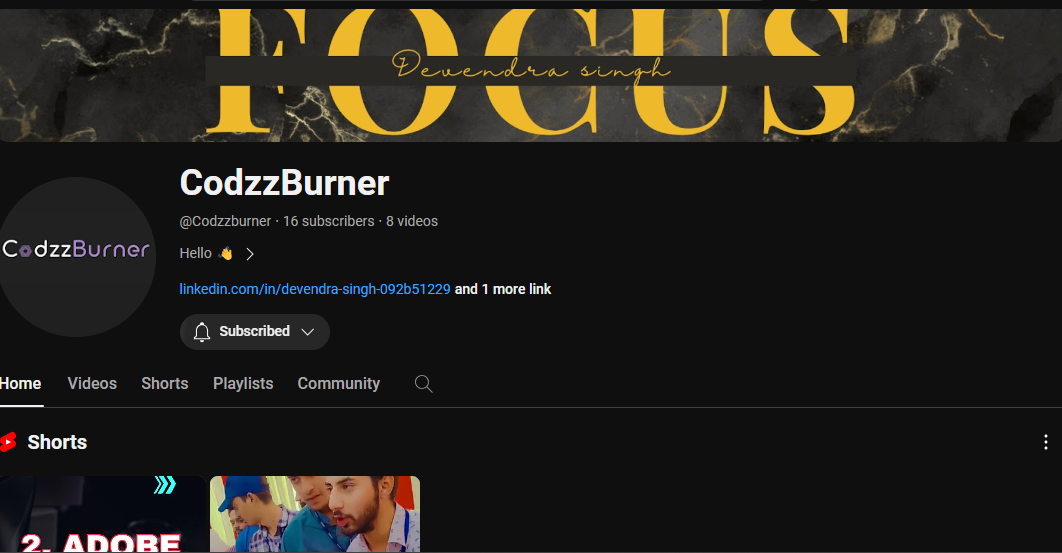 FOCUS
Devendra singh
CodzzBurner
CodzzBurner
@Codzzburner · 16 subscribers · 8 videos
Hello 👋 >
linkedin.com/in/devendra-singh-092b51229 and 1 more link
Subscribed
Home Videos Shorts Playlists Community
Shorts
2. ADOBE